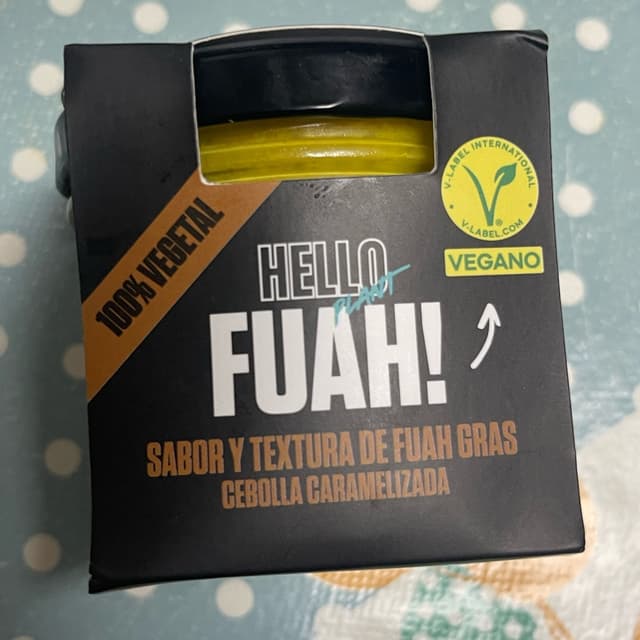 100% VEGETAL
HELLO
PLANT
FUAH!
SABOR Y TEXTURA DE FUAH GRAS
CEBOLLA CARAMELIZADA
V-LABEL INTERNATIONAL
V-LABEL.COM
VEGANO